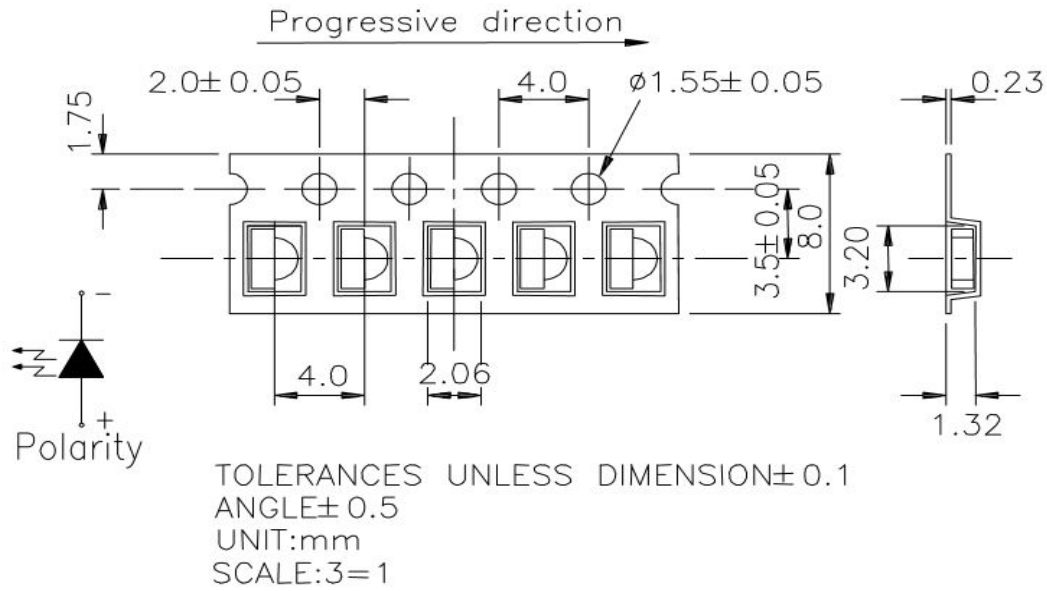 Progressive direction
2.0±0.05
4.0
ø1.55±0.05
0.23
1.75
3.5±0.05
8.0
3.20
-
4.0
2.06
1.32
+
Polarity
TOLERANCES UNLESS DIMENSION±0.1
ANGLE±0.5
UNIT:mm
SCALE:3=1